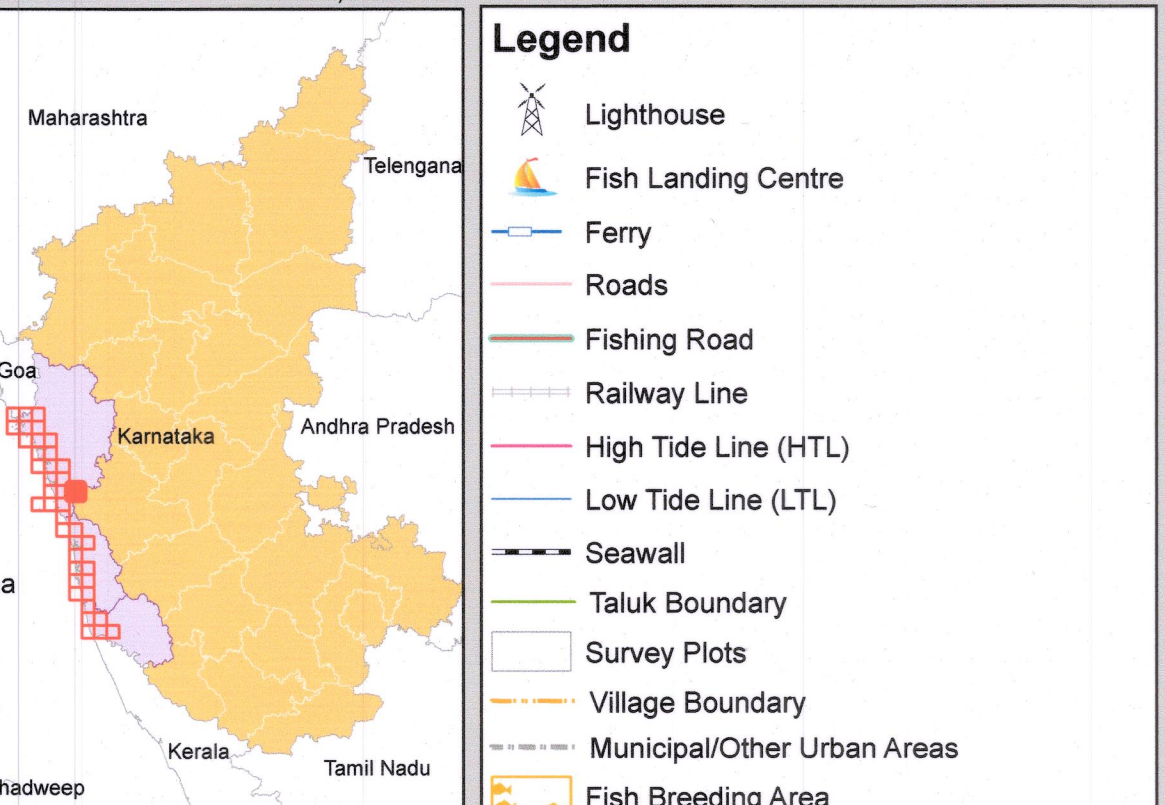 Maharashtra
Telengana
Goa
Karnataka
Andhra Pradesh
a
Kerala
Tamil Nadu
hadweep
Legend
Lighthouse
Fish Landing Centre
Ferry
Roads
Fishing Road
Railway Line
High Tide Line (HTL)
Low Tide Line (LTL)
Seawall
Taluk Boundary
Survey Plots
Village Boundary
Municipal/Other Urban Areas
Fish Breeding Area